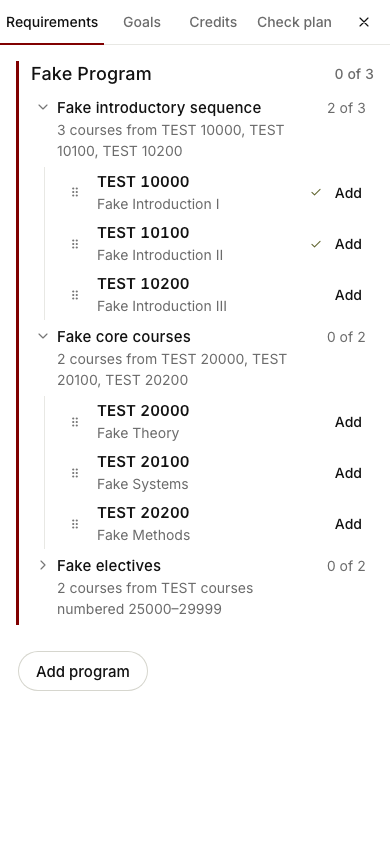 Requirements Goals Credits Check plan
Fake Program 0 of 3
Fake introductory sequence 2 of 3
3 courses from TEST 10000, TEST
10100, TEST 10200
TEST 10000
Fake Introduction I
Add
TEST 10100
Fake Introduction II
Add
TEST 10200
Fake Introduction III
Add
Fake core courses 0 of 2
2 courses from TEST 20000, TEST
20100, TEST 20200
TEST 20000
Fake Theory
Add
TEST 20100
Fake Systems
Add
TEST 20200
Fake Methods
Add
Fake electives 0 of 2
2 courses from TEST courses
numbered 25000–29999
Add program